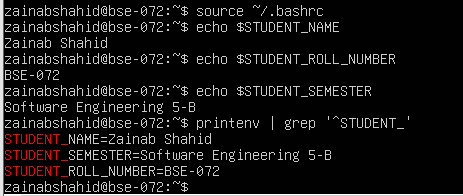 zainabshahid@bse-072:~$ source ~/.bashrc
zainabshahid@bse-072:~$ echo $STUDENT_NAME
Zainab Shahid
zainabshahid@bse-072:~$ echo $STUDENT_ROLL_NUMBER
BSE-072
zainabshahid@bse-072:~$ echo $STUDENT_SEMESTER
Software Engineering 5-B
zainabshahid@bse-072:~$ printenv | grep '^STUDENT_'
STUDENT_NAME=Zainab Shahid
STUDENT_SEMESTER=Software Engineering 5-B
STUDENT_ROLL_NUMBER=BSE-072
zainabshahid@bse-072:~$